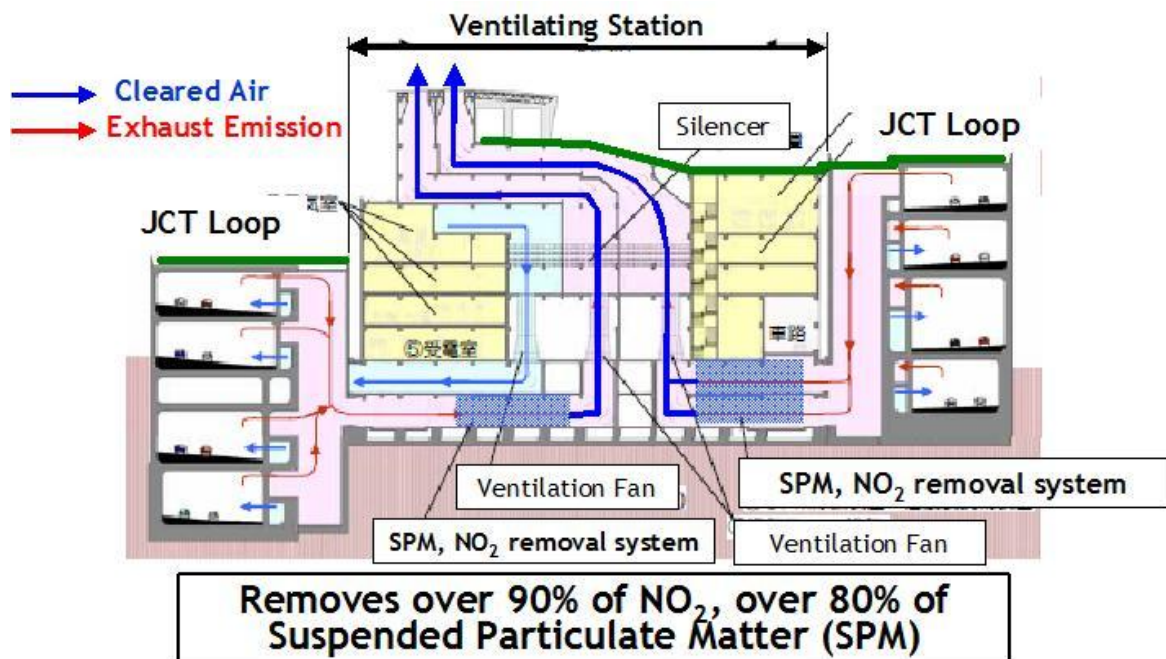 Ventilating Station
Cleared Air
Exhaust Emission
Silencer
JCT Loop
気室
JCT Loop
⑤受電室
車路
Ventilation Fan
SPM, NO₂ removal system
SPM, NO₂ removal system
Ventilation Fan
Removes over 90% of NO₂, over 80% of
Suspended Particulate Matter (SPM)